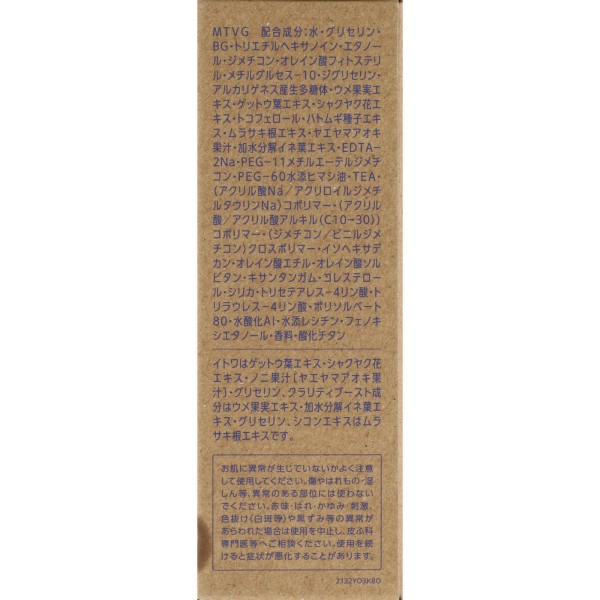 MTVG 配合成分:水・グリセリン・
BG・トリエチルヘキサノイン・エタノー
ル・ジメチコン・オレイン酸フィトステリ
ル・メチルグルセス-10・ジグリセリン・
アルカリゲネス産生多糖体・ウメ果実エ
キス・ゲットウ葉エキス・シャクヤク花エ
キス・トコフェロール・ハトムギ種子エキ
ス・ムラサキ根エキス・ヤエヤマアオキ
果汁・加水分解イネ葉エキス・EDTA-
2Na・PEG-11メチルエーテルジメチ
コン・PEG-60水添ヒマシ油・TEA・
(アクリル酸Na/アクリロイルジメチ
ルタウリンNa)コポリマー・(アクリル
酸/アクリル酸アルキル(C10→30))
コポリマー・(ジメチコン/ビニルジメ
チコン)クロスポリマー・イソヘキサデ
カン・オレイン酸エチル・オレイン酸ソル
ビタン・キサンタンガム・コレステロー
ル・シリカ・トリセテアレス-4リン酸・ト
リラウレス-4リン酸・ポリソルベート
80・水酸化Al・水添レシチン・フェノキ
シエタノール・香料・酸化チタン
イトワはゲットウ葉エキス・シャクヤク花
エキス・ノニ果汁[ヤエヤマアオキ果
汁]・グリセリン、クラリティブースト成
分はウメ果実エキス・加水分解イネ葉エ
キス・グリセリン、シコンエキスはムラ
サキ根エキスです。
お肌に異常が生じていないかよく注意
して使用してください。傷やはれもの・湿
しん等、異常のある部位には使わない
でください。赤味・はれ・かゆみ・刺激、
色抜け(白斑等)や黒ずみ等の異常が
あらわれた場合は使用を中止し、皮ふ科
専門医等へご相談ください。使用を続
けると症状が悪化することがあります。
2132Y03K80